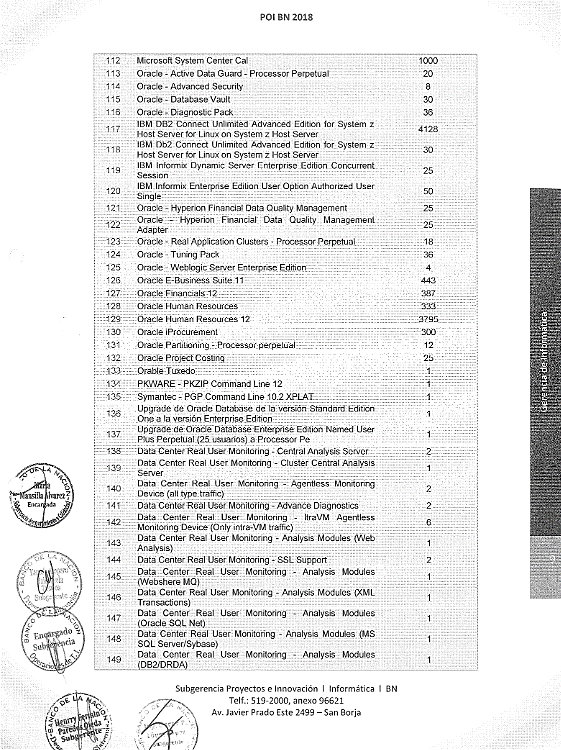 POI BN 2018
112 Microsoft System Center Cal 1000
113 Oracle - Active Data Guard - Processor Perpetual 20
114 Oracle - Advanced Security 8
115 Oracle - Database Vault 30
116 Oracle - Diagnostic Pack 36
117 IBM DB2 Connect Unlimited Advanced Edition for System z
Host Server for Linux on System z Host Server 4128
118 IBM Db2 Connect Unlimited Advanced Edition for System z
Host Server for Linux on System z Host Server 30
119 IBM Informix Dynamic Server Enterprise Edition Concurrent
Session 25
120 IBM Informix Enterprise Edition User Option Authorized User
Single 50
121 Oracle - Hyperion Financial Data Quality Management 25
122 Oracle - Hyperion Financial Data Quality Management
Adapter 25
123 Oracle - Real Application Clusters - Processor Perpetual 18
124 Oracle - Tuning Pack 36
125 Oracle - Weblogic Server Enterprise Edition 4
126 Oracle E-Business Suite 11 443
127 Oracle Financials 12 387
128 Oracle Human Resources 333
129 Oracle Human Resources 12 3795
130 Oracle iProcurement 300
131 Oracle Partitioning - Processor perpetual 12
132 Oracle Project Costing 25
133 Orable Tuxedo 1
134 PKWARE - PKZIP Command Line 12 1
135 Symantec - PGP Command Line 10.2 XPLAT 1
136 Upgrade de Oracle Database de la versión Standard Edition
One a la versión Enterprise Edition 1
137 Upgrade de Oracle Database Enterprise Edition Named User
Plus Perpetual (25 usuarios) a Processor Pe 1
138 Data Center Real User Monitoring - Central Analysis Server 2
139 Data Center Real User Monitoring - Cluster Central Analysis
Server 1
140 Data Center Real User Monitoring - Agentless Monitoring
Device (all type traffic) 2
141 Data Center Real User Monitoring - Advance Diagnostics 2
142 Data Center Real User Monitoring - ItraVM Agentless
Monitoring Device (Only intra-VM traffic) 6
143 Data Center Real User Monitoring - Analysis Modules (Web
Analysis) 1
144 Data Center Real User Monitoring - SSL Support 2
145 Data Center Real User Monitoring - Analysis Modules
(Webshere MQ) 1
146 Data Center Real User Monitoring - Analysis Modules (XML
Transactions) 1
147 Data Center Real User Monitoring - Analysis Modules
(Oracle SQL Net) 1
148 Data Center Real User Monitoring - Analysis Modules (MS
SQL Server/Sybase) 1
149 Data Center Real User Monitoring - Analysis Modules
(DB2/DRDA) 1
Gerencia de Informática
María
Mansilla Alvarez
Encargada
BANCO DE LA NACION
Encargado
Subgerencia
BANCO DE LA NACION
Henry
Paredes Ojeda
Subgerente
Subgerencia Proyectos e Innovación I Informática I BN
Telf.: 519-2000, anexo 96621
Av. Javier Prado Este 2499 – San Borja